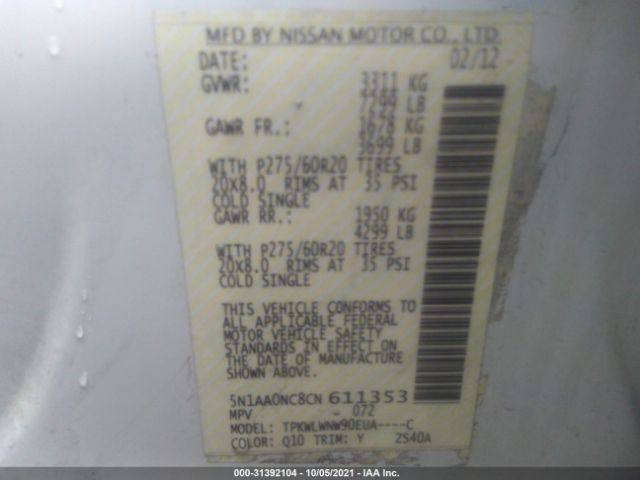 MFD BY NISSAN MOTOR CO., LTD.
DATE: 02/12
GVWR: 3311 KG
7299 LB
GAWR FR.: 1678 KG
3699 LB
WITH P275/60R20 TIRES
20X8.0 RIMS AT 35 PSI
COLD SINGLE
GAWR RR.: 1950 KG
4299 LB
WITH P275/60R20 TIRES
20X8.0 RIMS AT 35 PSI
COLD SINGLE
THIS VEHICLE CONFORMS TO
ALL APPLICABLE FEDERAL
MOTOR VEHICLE SAFETY
STANDARDS IN EFFECT ON
THE DATE OF MANUFACTURE
SHOWN ABOVE.
5N1AA0NC8CN 611353
MPV - 072
MODEL: TPKWLWNW90EUA----C
COLOR: Q10 TRIM: Y ZS40A
000-31392104 - 10/05/2021 - IAA Inc.